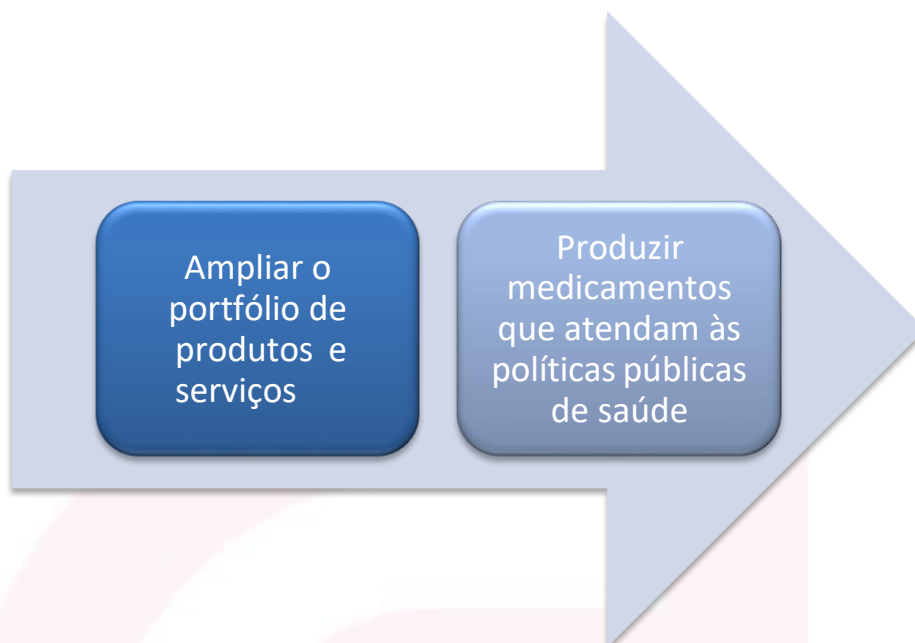 Ampliar o
portfólio de
produtos e
serviços
Produzir
medicamentos
que atendam às
políticas públicas
de saúde